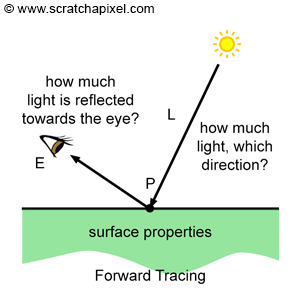 © www.scratchapixel.com
how much
light is reflected
towards the eye?
L
how much
light, which
direction?
E
P
surface properties
Forward Tracing